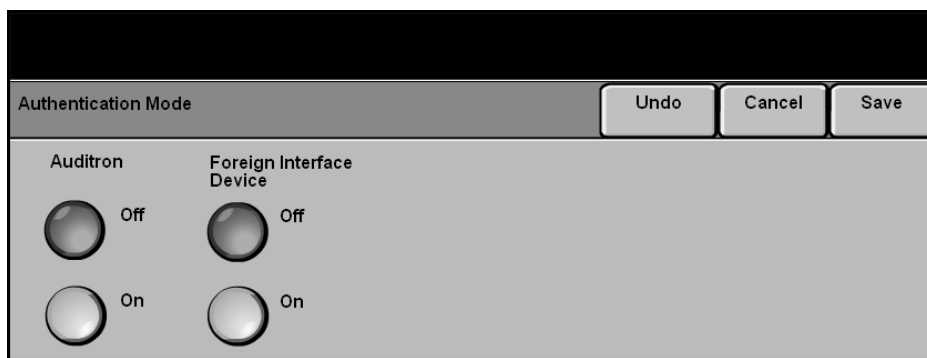 Authentication Mode
Undo
Cancel
Save
Auditron
Off
On
Foreign Interface
Device
Off
On